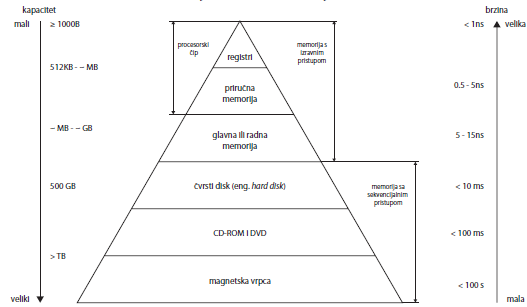 kapacitet
brzina
mali
≥ 1000B
< 1ns
velika
procesorski
čip
memorija s
izravnim
pristupom
registri
512KB - ~ MB
priručna
memorija
0.5 - 5ns
~ MB - ~ GB
glavna ili radna
memorija
5 - 15ns
500 GB
čvrsti disk (eng. hard disk)
memorija sa
sekvencijalnim
pristupom
< 10 ms
CD-ROM I DVD
< 100 ms
> TB
magnetska vrpca
< 100 s
veliki
mala